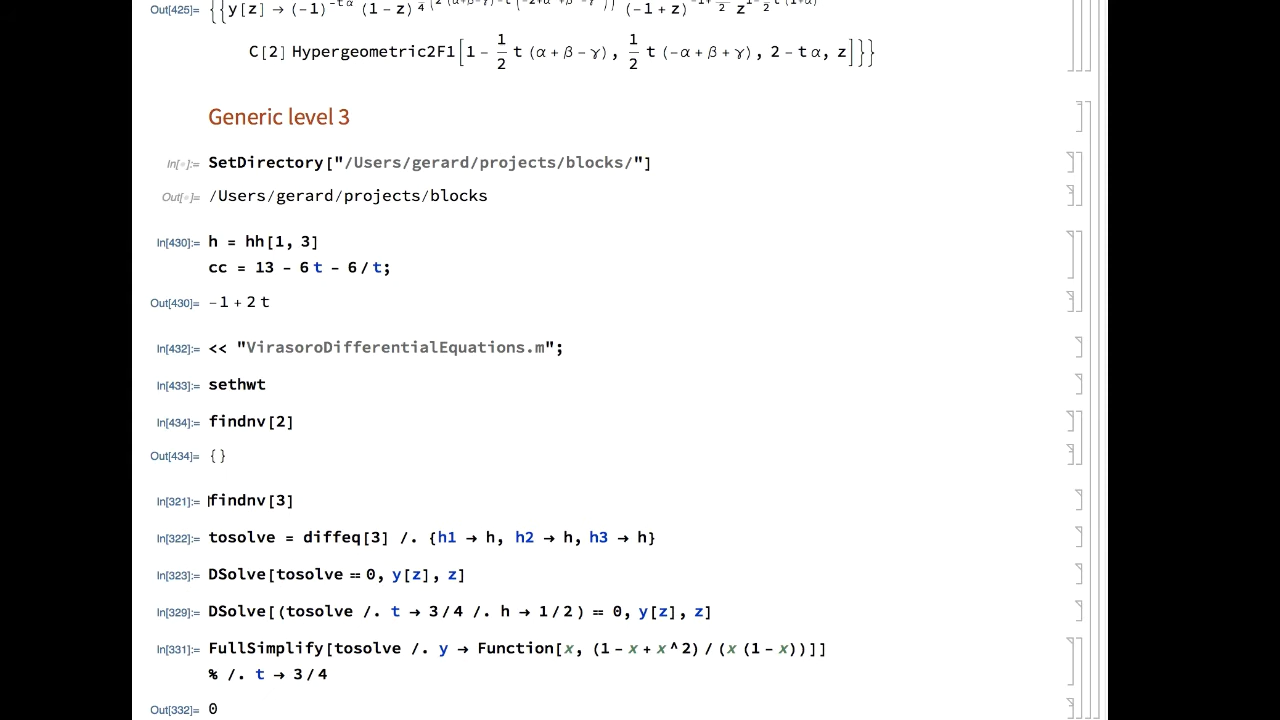 Out[425]= {{y[z] → (-1)^-t α (1 - z) (-1 + z) z
C[2] Hypergeometric2F1[1 - 1/2 t (α + β - γ), 1/2 t (-α + β + γ), 2 - t α, z]}}
Generic level 3
In[ ]:= SetDirectory["/Users/gerard/projects/blocks/"]
Out[ ]= /Users/gerard/projects/blocks
In[430]:= h = hh[1, 3]
cc = 13 - 6 t - 6 / t;
Out[430]= -1 + 2 t
In[432]:= << "VirasoroDifferentialEquations.m";
In[433]:= sethwt
In[434]:= findnv[2]
Out[434]= {}
In[321]:= findnv[3]
In[322]:= tosolve = diffeq[3] /. {h1 → h, h2 → h, h3 → h}
In[323]:= DSolve[tosolve == 0, y[z], z]
In[329]:= DSolve[(tosolve /. t → 3 / 4 /. h → 1 / 2) == 0, y[z], z]
In[331]:= FullSimplify[tosolve /. y → Function[x, (1 - x + x ^ 2) / (x (1 - x))]]
% /. t → 3 / 4
Out[332]= 0